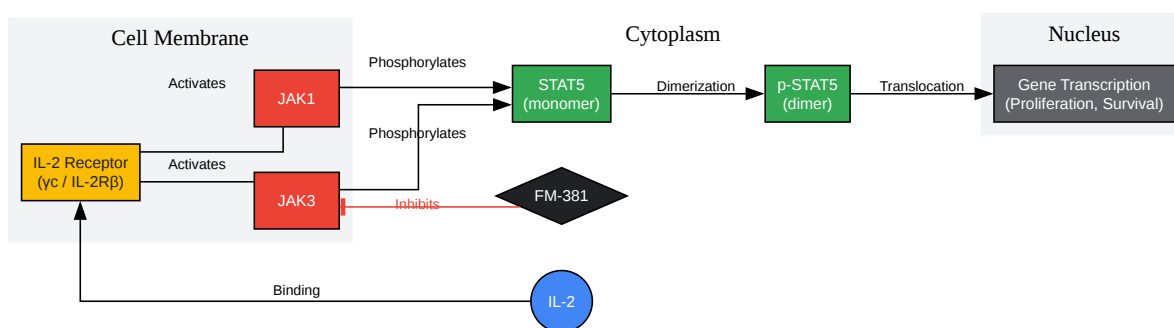 Cell Membrane
Cytoplasm
Nucleus
Activates
JAK1
Phosphorylates
STAT5
(monomer)
Dimerization
p-STAT5
(dimer)
Translocation
Gene Transcription
(Proliferation, Survival)
Phosphorylates
IL-2 Receptor
(γc / IL-2Rβ)
Activates
JAK3
FM-381
Inhibits
Binding
IL-2